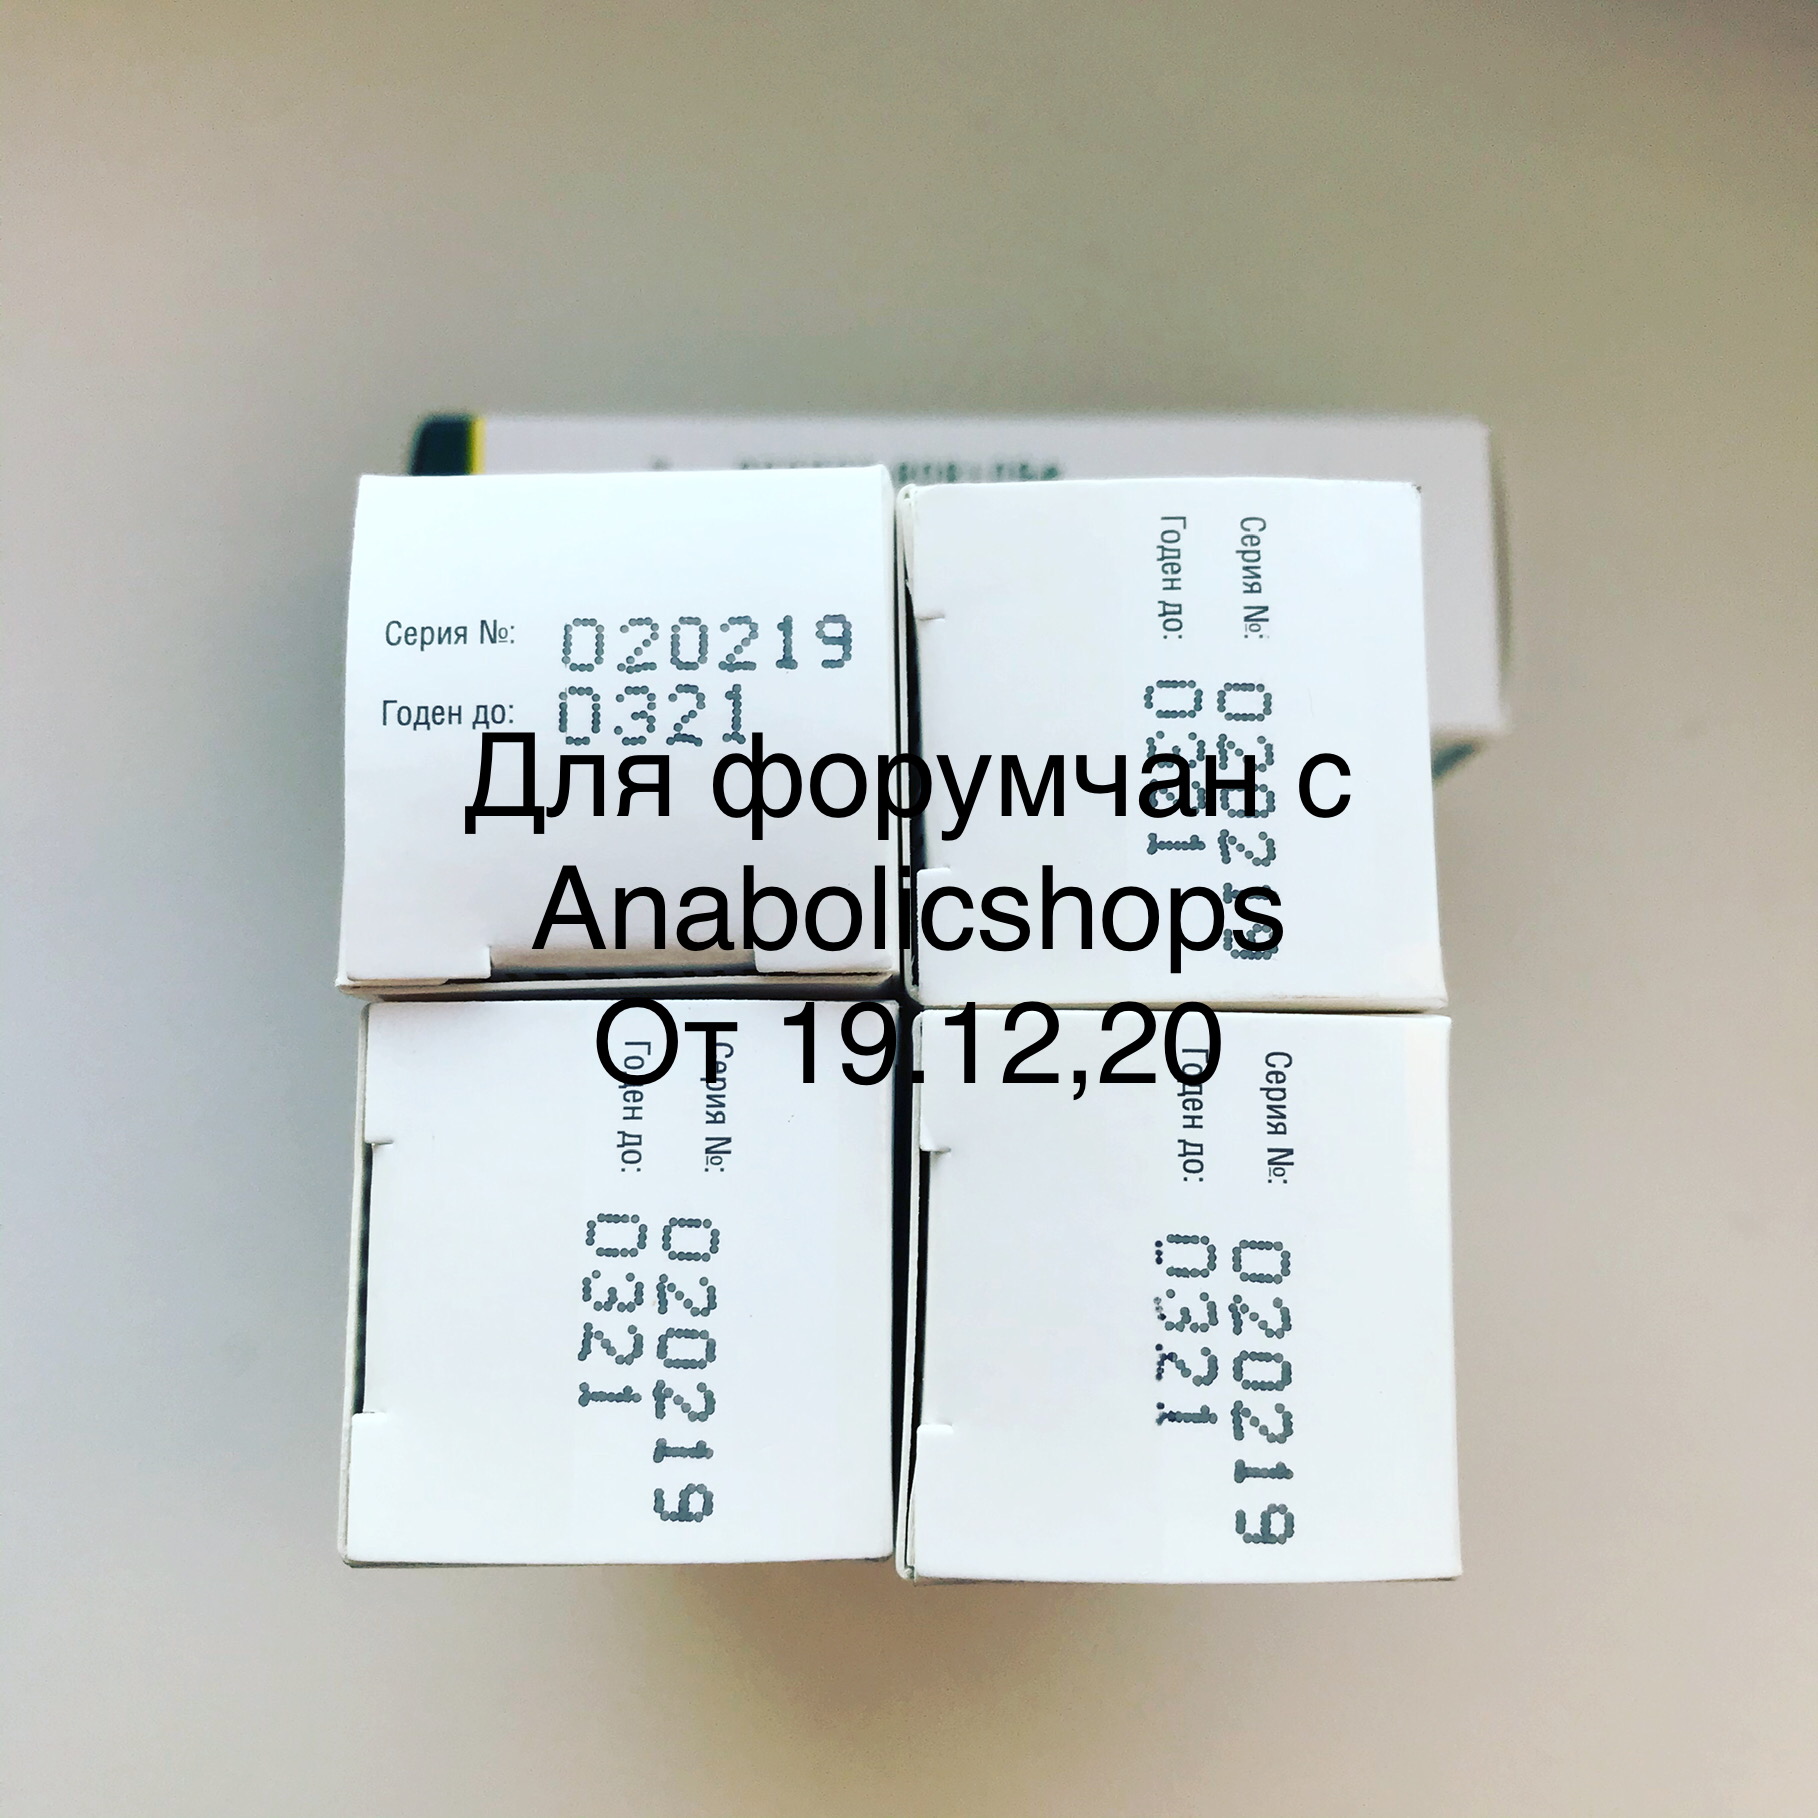 Серия №: 020219
Годен до: 0321
Серия №: 020219
Годен до: 0321
Для форумчан с
Anabolicshops
От 19.12,20
Серия №: 020219
Годен до: 0321
Серия №: 020219
Годен до: 0321